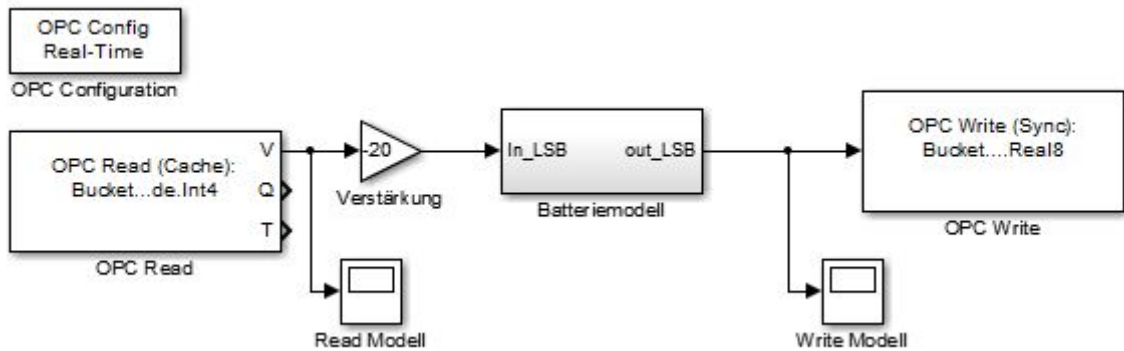 OPC Config
Real-Time
OPC Configuration
OPC Read (Cache):
Bucket...de.Int4
V
Q
T
OPC Read
-20
Verstärkung
In_LSB
out_LSB
Batteriemodell
OPC Write (Sync):
Bucket....Real8
OPC Write
Read Modell
Write Modell